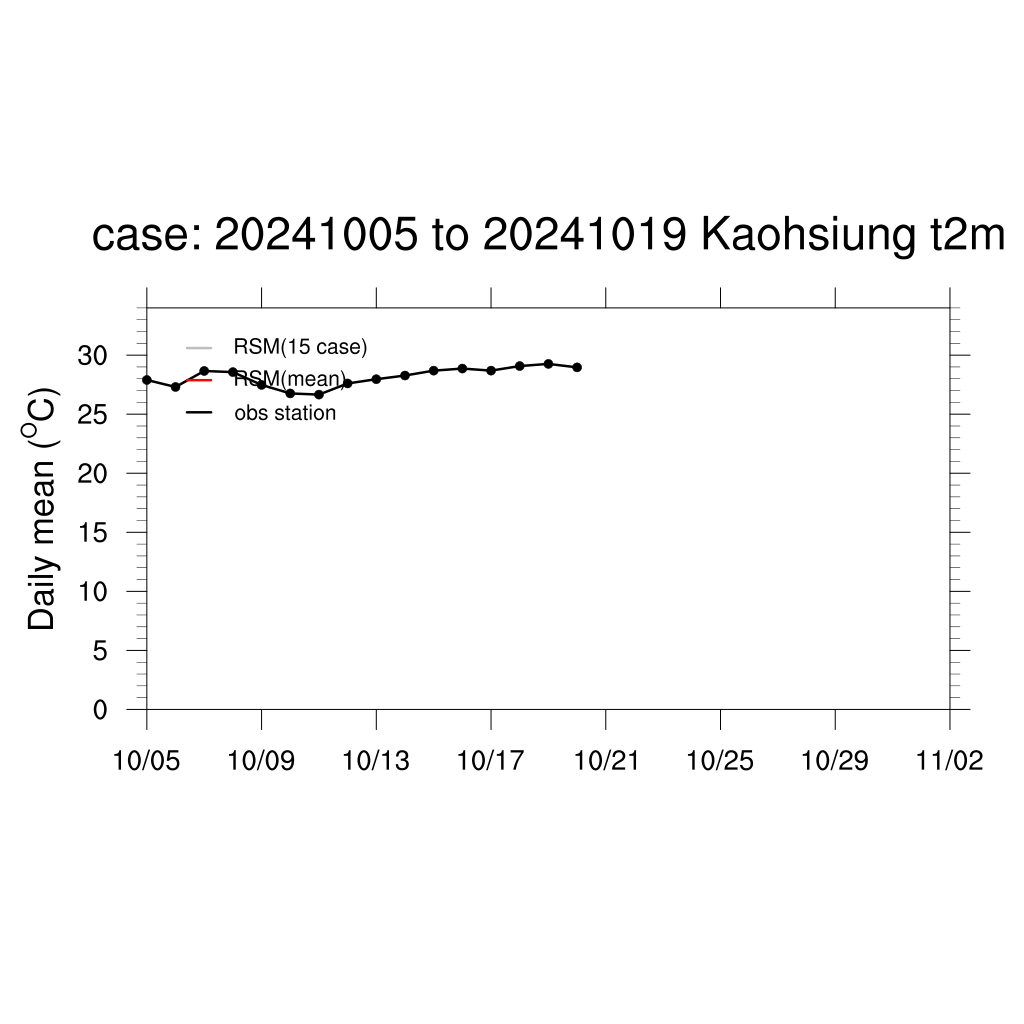 case: 20241005 to 20241019 Kaohsiung t2m
RSM(15 case)
RSM(mean)
obs station
Daily mean (°C)
30
25
20
15
10
5
0
10/05 10/09 10/13 10/17 10/21 10/25 10/29 11/02